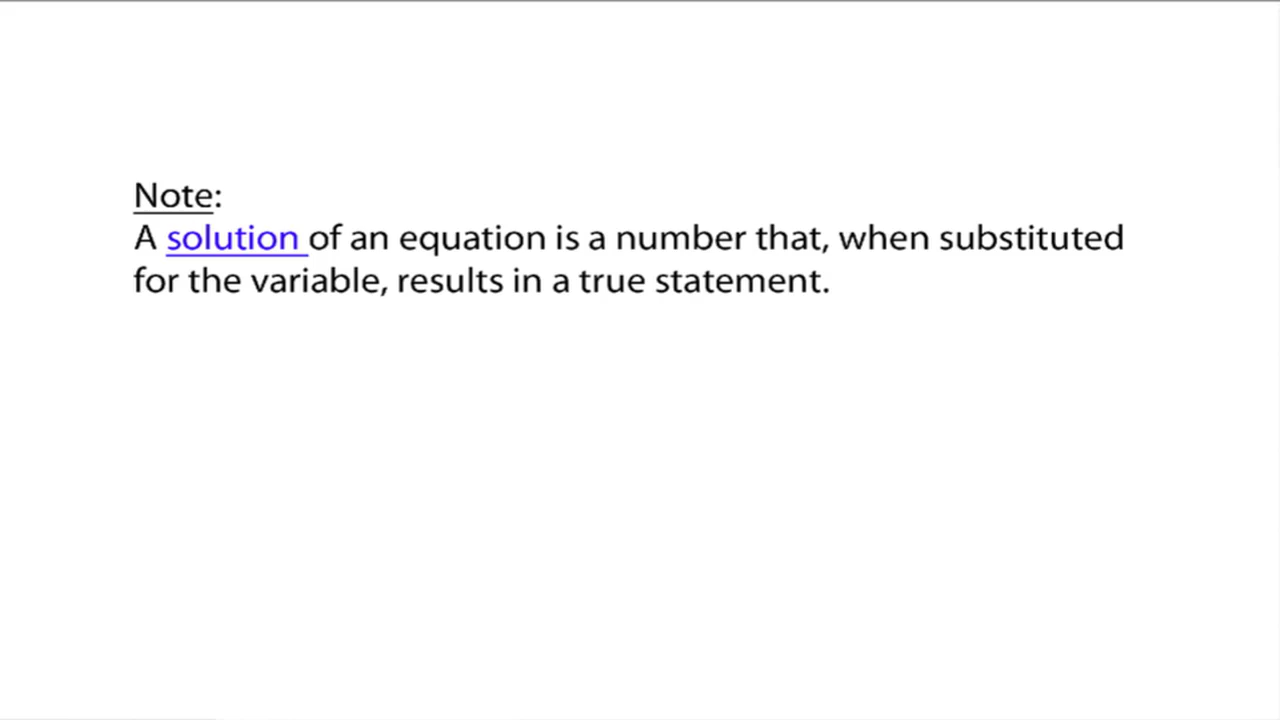 Note:
A solution of an equation is a number that, when substituted
for the variable, results in a true statement.